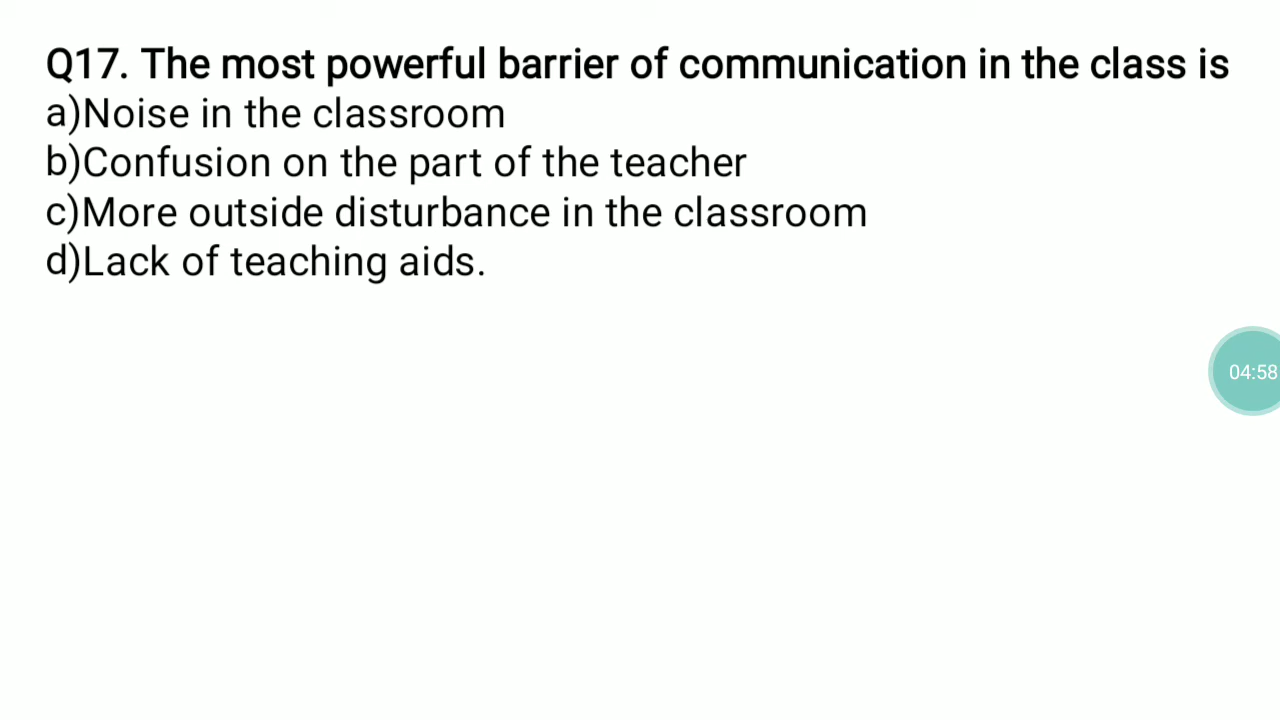 Q17. The most powerful barrier of communication in the class is
a)Noise in the classroom
b)Confusion on the part of the teacher
c)More outside disturbance in the classroom
d)Lack of teaching aids.
04:58